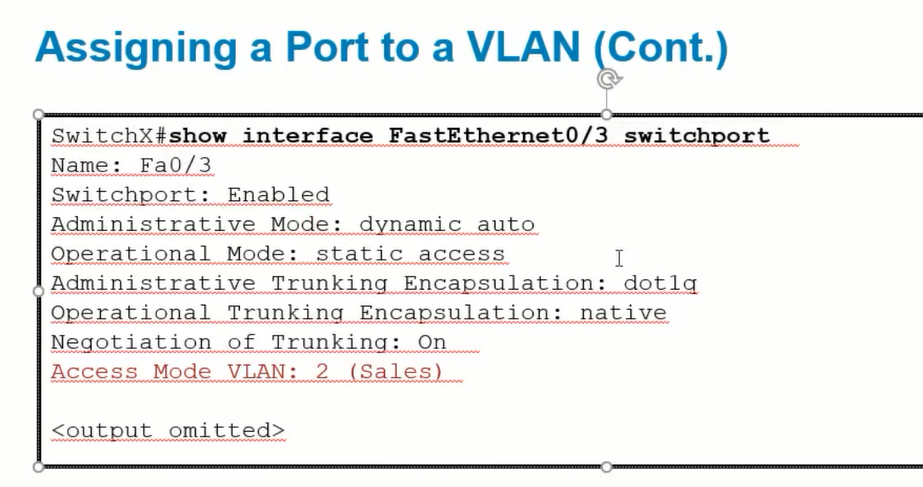 Assigning a Port to a VLAN (Cont.)
SwitchX#show interface FastEthernet0/3 switchport
Name: Fa0/3
Switchport: Enabled
Administrative Mode: dynamic auto
Operational Mode: static access
Administrative Trunking Encapsulation: dot1q
Operational Trunking Encapsulation: native
Negotiation of Trunking: On
Access Mode VLAN: 2 (Sales)
<output omitted>